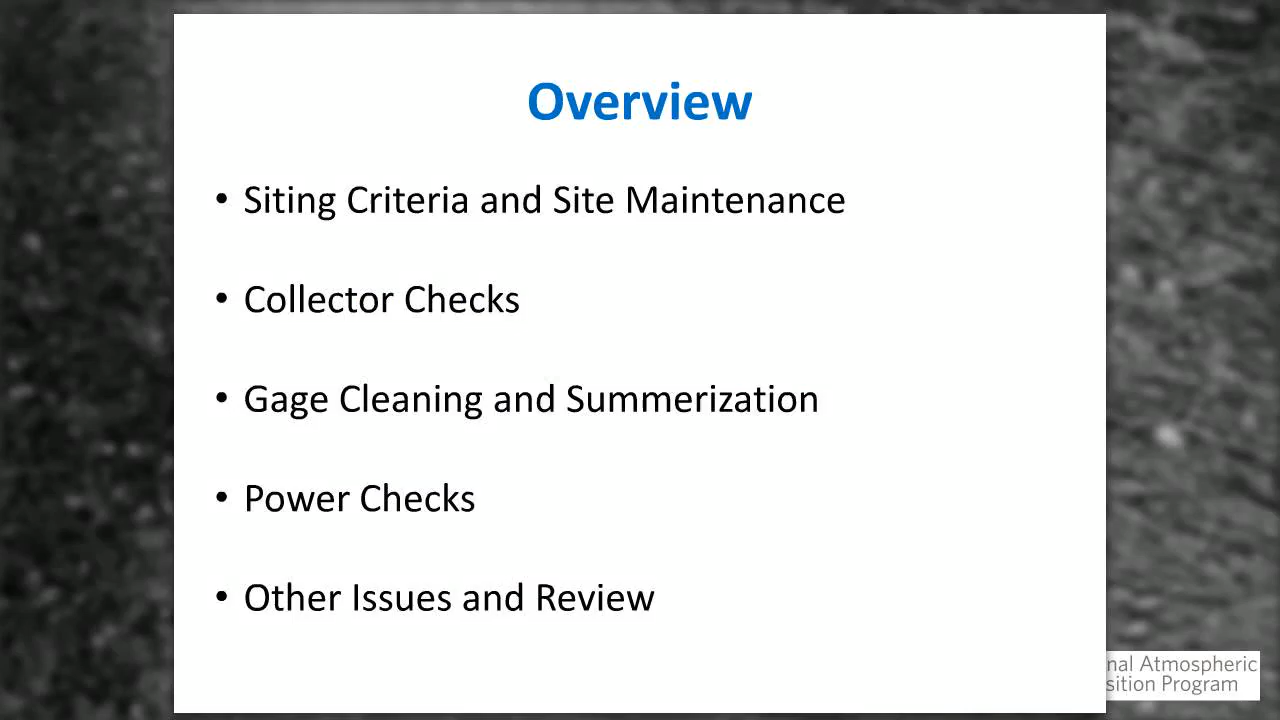 Overview
• Siting Criteria and Site Maintenance
• Collector Checks
• Gage Cleaning and Summerization
• Power Checks
• Other Issues and Review
nal Atmospheric
sition Program